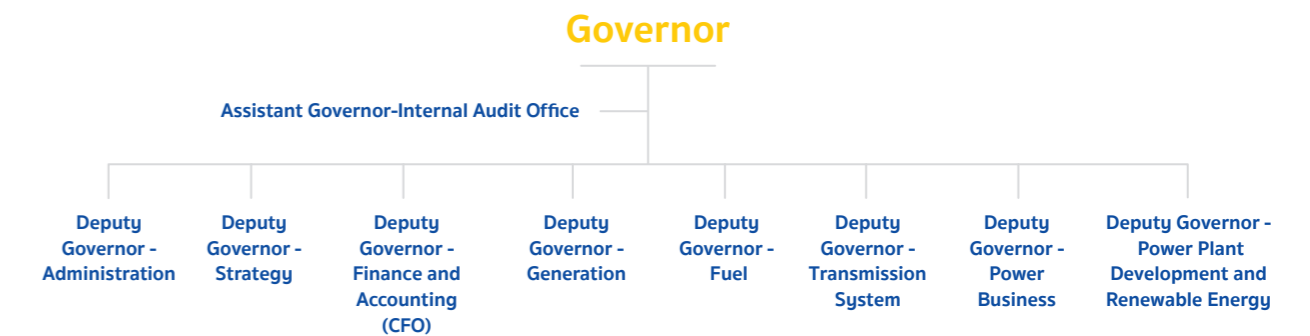 Governor
Assistant Governor-Internal Audit Office
Deputy
Governor -
Administration
Deputy
Governor -
Strategy
Deputy
Governor -
Finance and
Accounting
(CFO)
Deputy
Governor -
Generation
Deputy
Governor -
Fuel
Deputy
Governor -
Transmission
System
Deputy
Governor -
Power
Business
Deputy Governor -
Power Plant
Development and
Renewable Energy